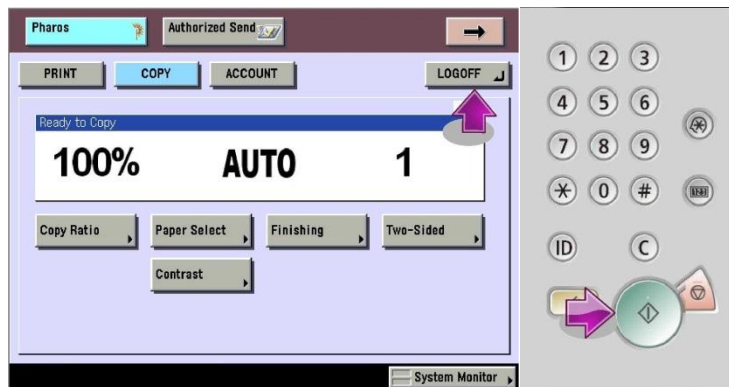 Pharos
Authorized Send
PRINT
COPY
ACCOUNT
LOGOFF
Ready to Copy
100%
AUTO
1
Copy Ratio
Paper Select
Finishing
Two-Sided
Contrast
System Monitor
1 2 3
4 5 6
7 8 9
* 0 #
ID C